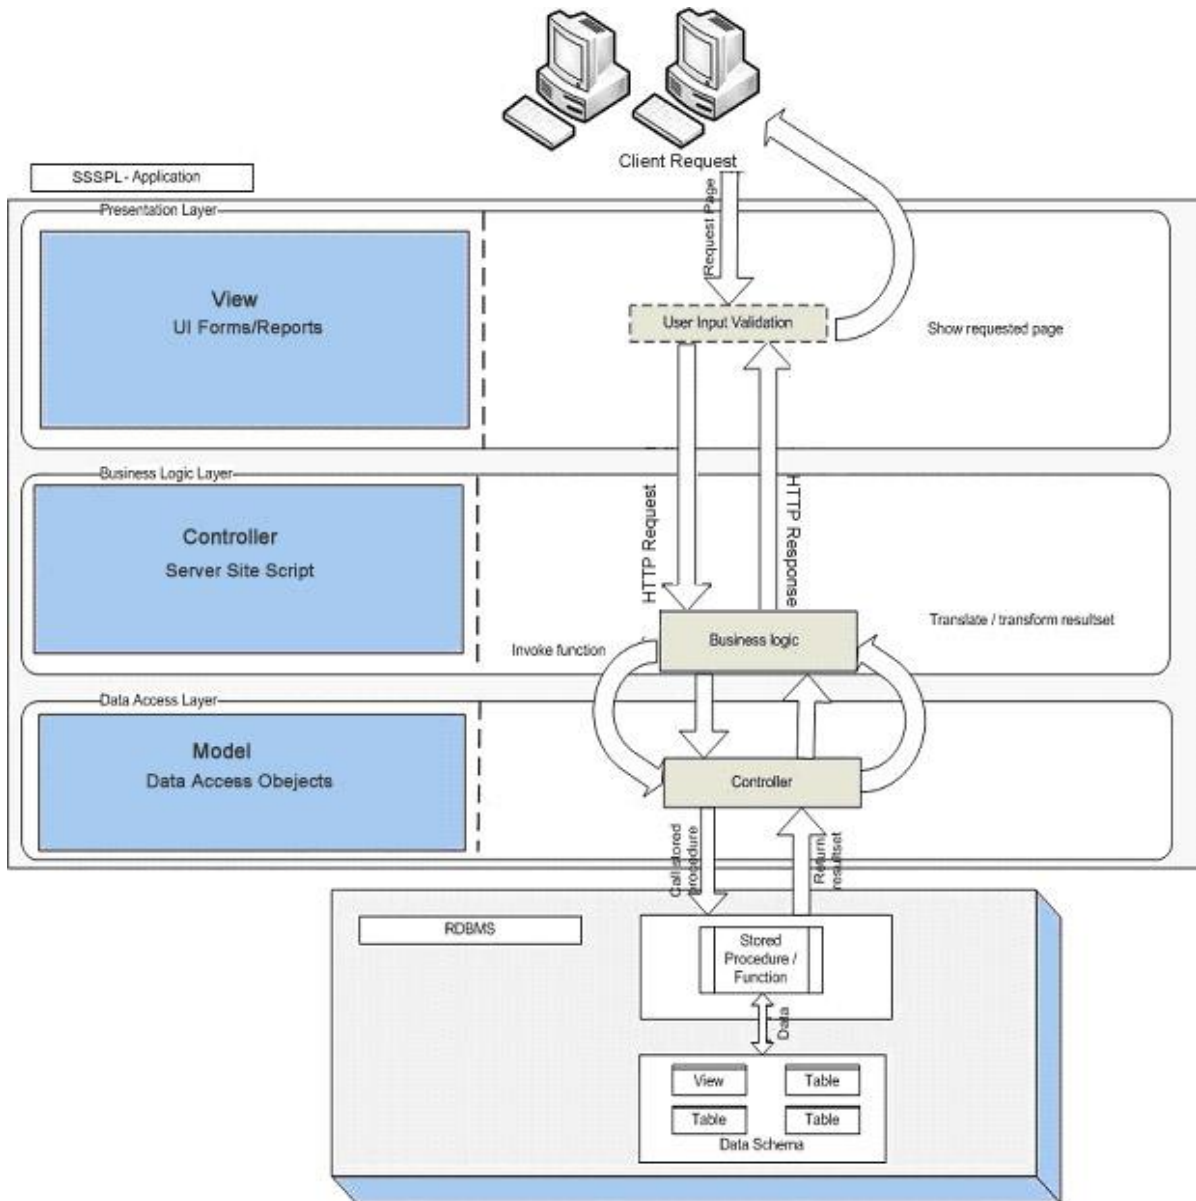 Client Request
SSSPL- Application
Request Page
Presentation Layer
View
UI Forms/Reports
User Input Validation
Show requested page
Business Logic Layer
Controller
Server Site Script
HTTP Request
HTTP Response
Business logic
Invoke function
Translate / transform resultset
Data Access Layer
Model
Data Access Obejects
Controller
Call stored
procedure
Return
resultset
RDBMS
Stored
Procedure /
Function
Data
View
Table
Table
Table
Data Schema